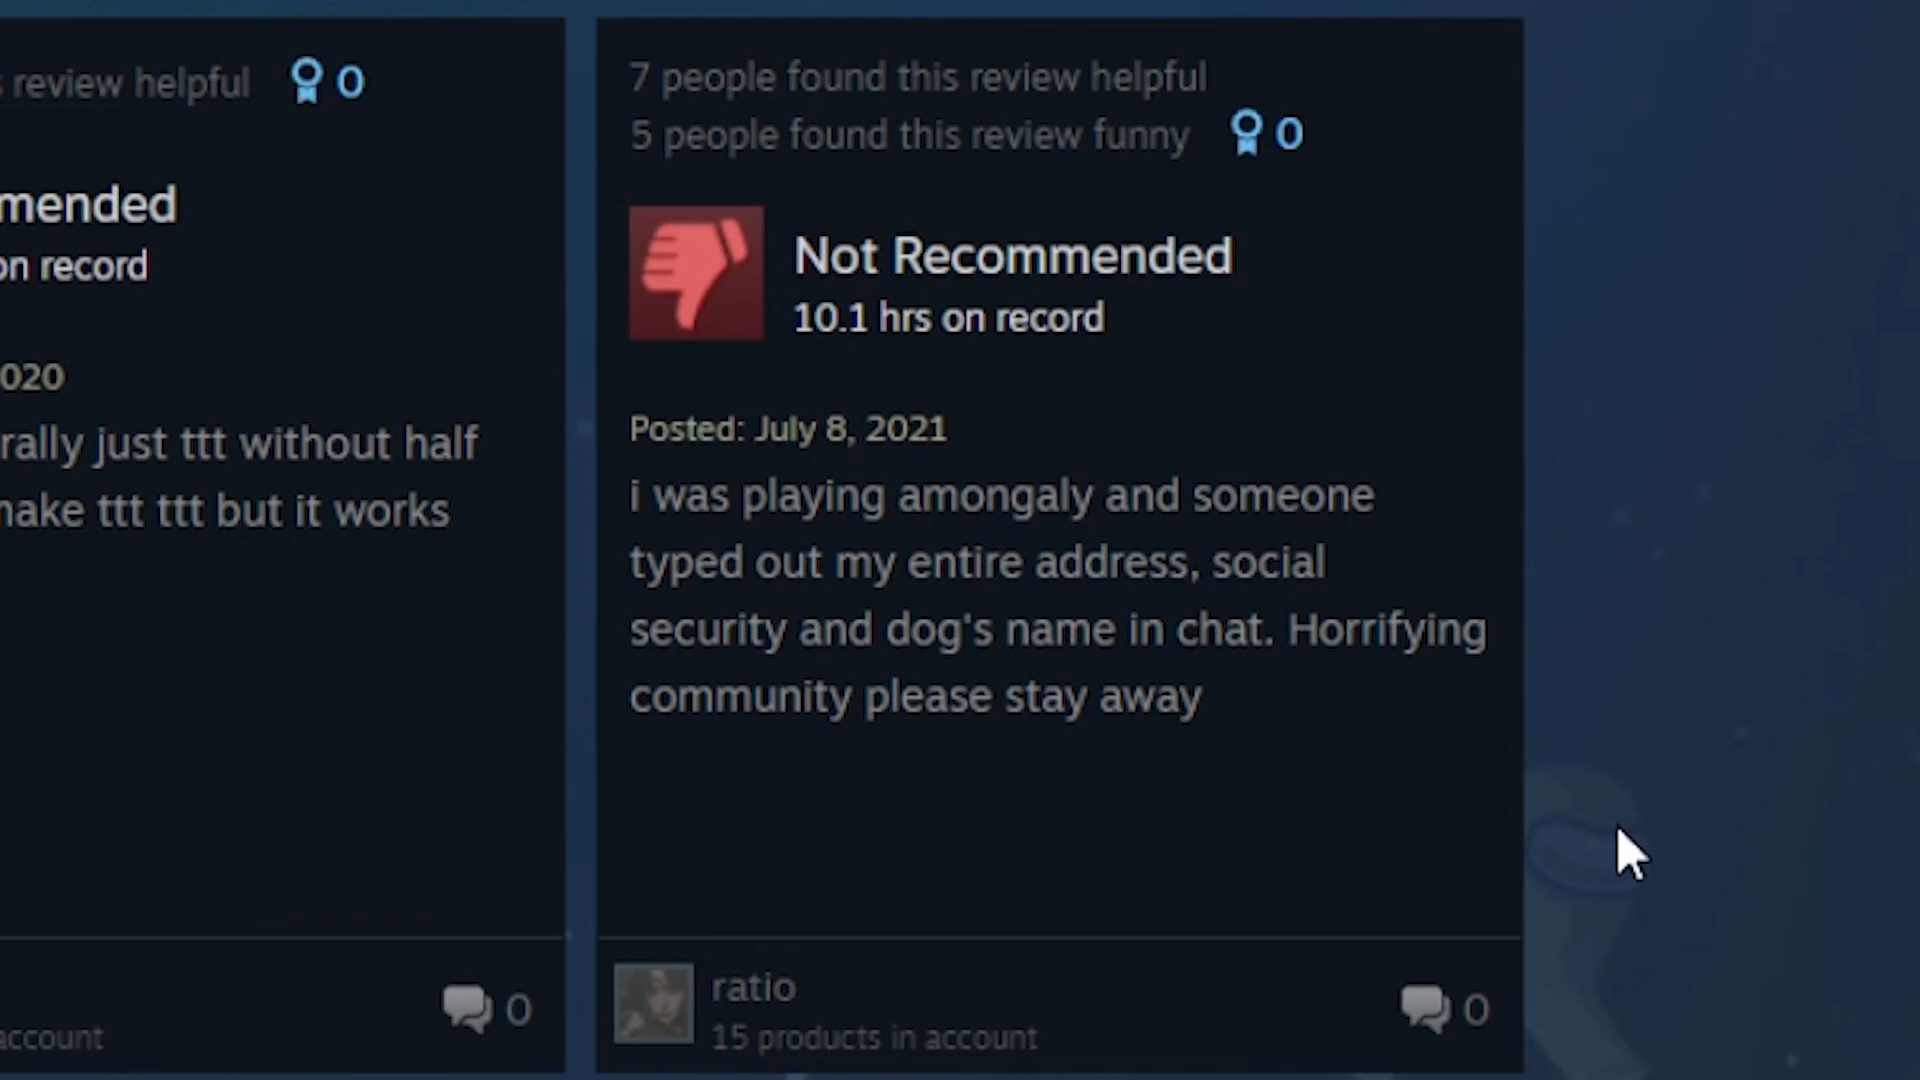 review helpful
0
mended
on record
020
rally just ttt without half
make ttt ttt but it works
0
account
7 people found this review helpful
5 people found this review funny
0
Not Recommended
10.1 hrs on record
Posted: July 8, 2021
i was playing amongaly and someone
typed out my entire address, social
security and dog's name in chat. Horrifying
community please stay away
ratio
15 products in account
0